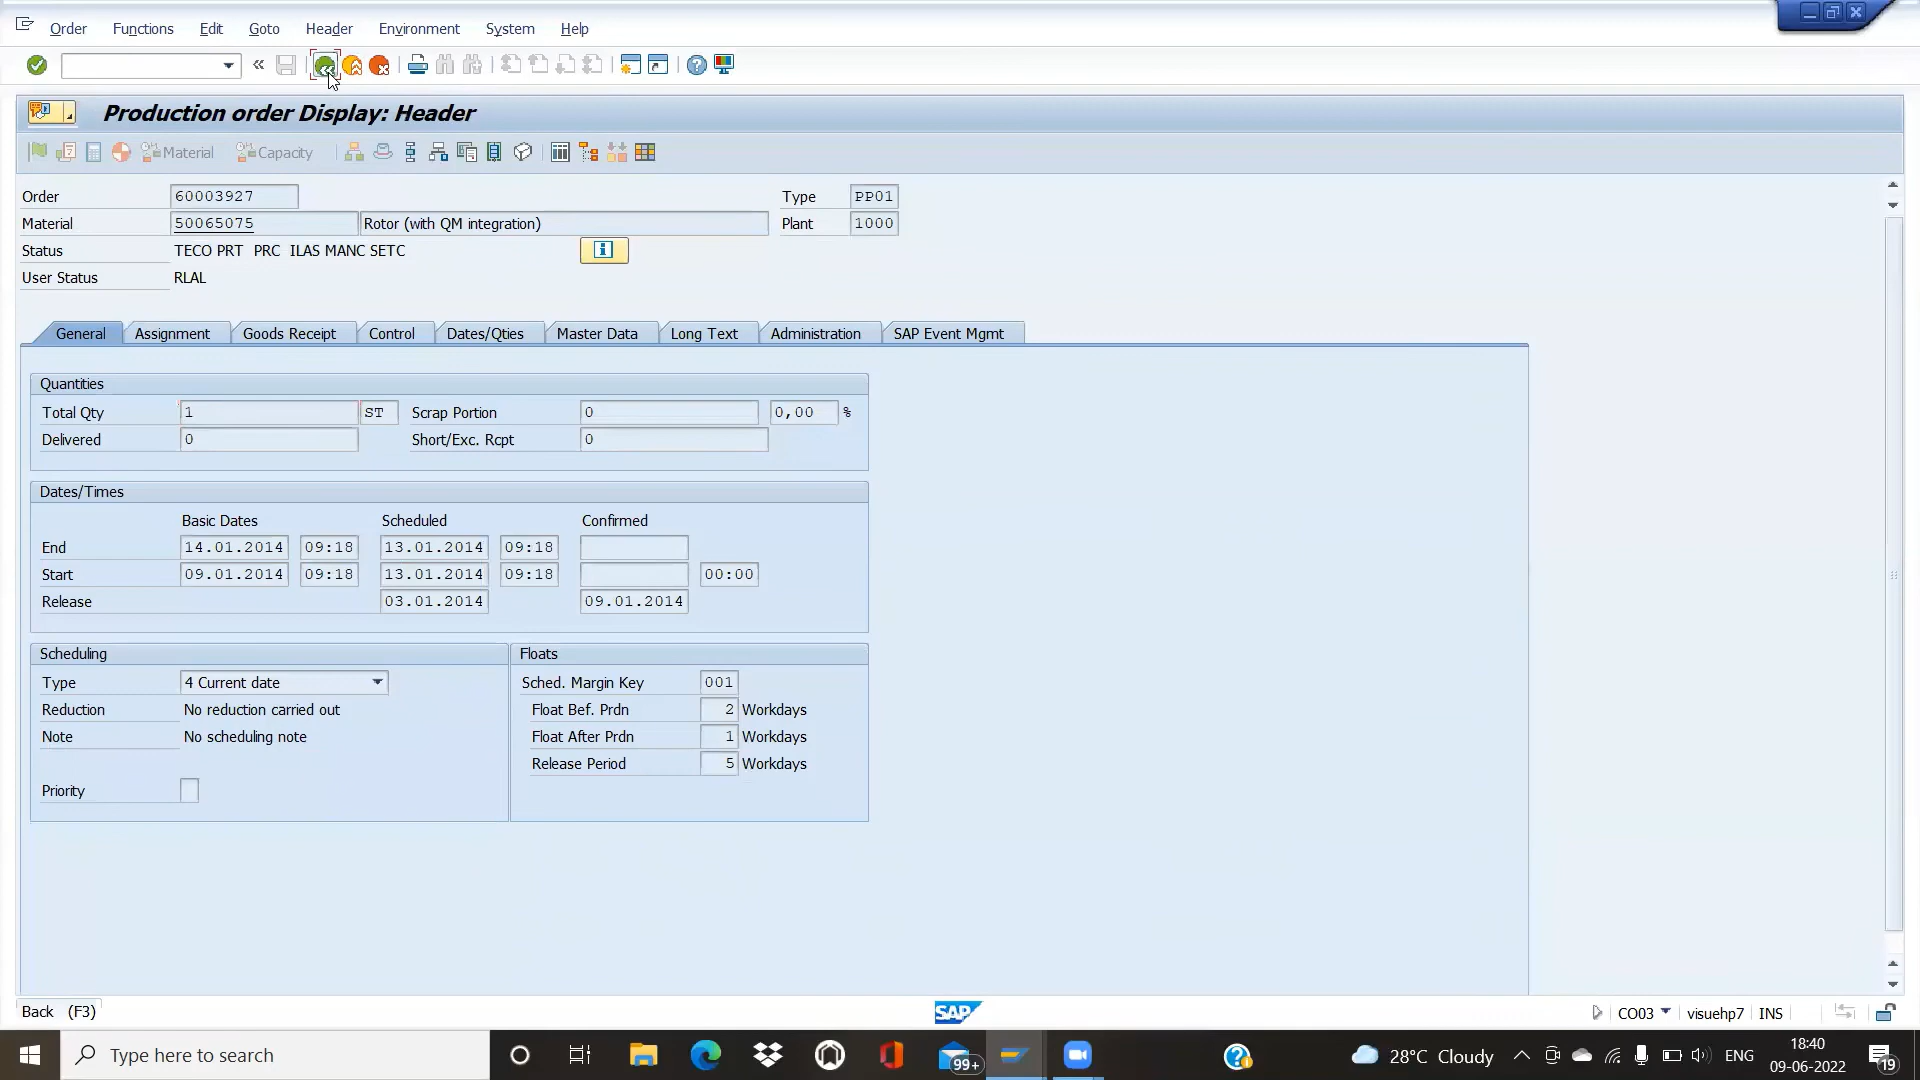 Order Functions Edit Goto Header Environment System Help
Production order Display: Header
Material Capacity
Order 60003927 Type PP01
Material 50065075 Rotor (with QM integration) Plant 1000
Status TECO PRT PRC ILAS MANC SETC
User Status RLAL
General Assignment Goods Receipt Control Dates/Qties Master Data Long Text Administration SAP Event Mgmt
Quantities
Total Qty 1 ST Scrap Portion 0 0,00 %
Delivered 0 Short/Exc. Rcpt 0
Dates/Times
Basic Dates Scheduled Confirmed
End 14.01.2014 09:18 13.01.2014 09:18
Start 09.01.2014 09:18 13.01.2014 09:18 00:00
Release 03.01.2014 09.01.2014
Scheduling Floats
Type 4 Current date Sched. Margin Key 001
Reduction No reduction carried out Float Bef. Prdn 2 Workdays
Note No scheduling note Float After Prdn 1 Workdays
Release Period 5 Workdays
Priority
Back (F3) SAP CO03 visuehp7 INS
Type here to search 99+ 28°C Cloudy ENG 18:40
09-06-2022 19